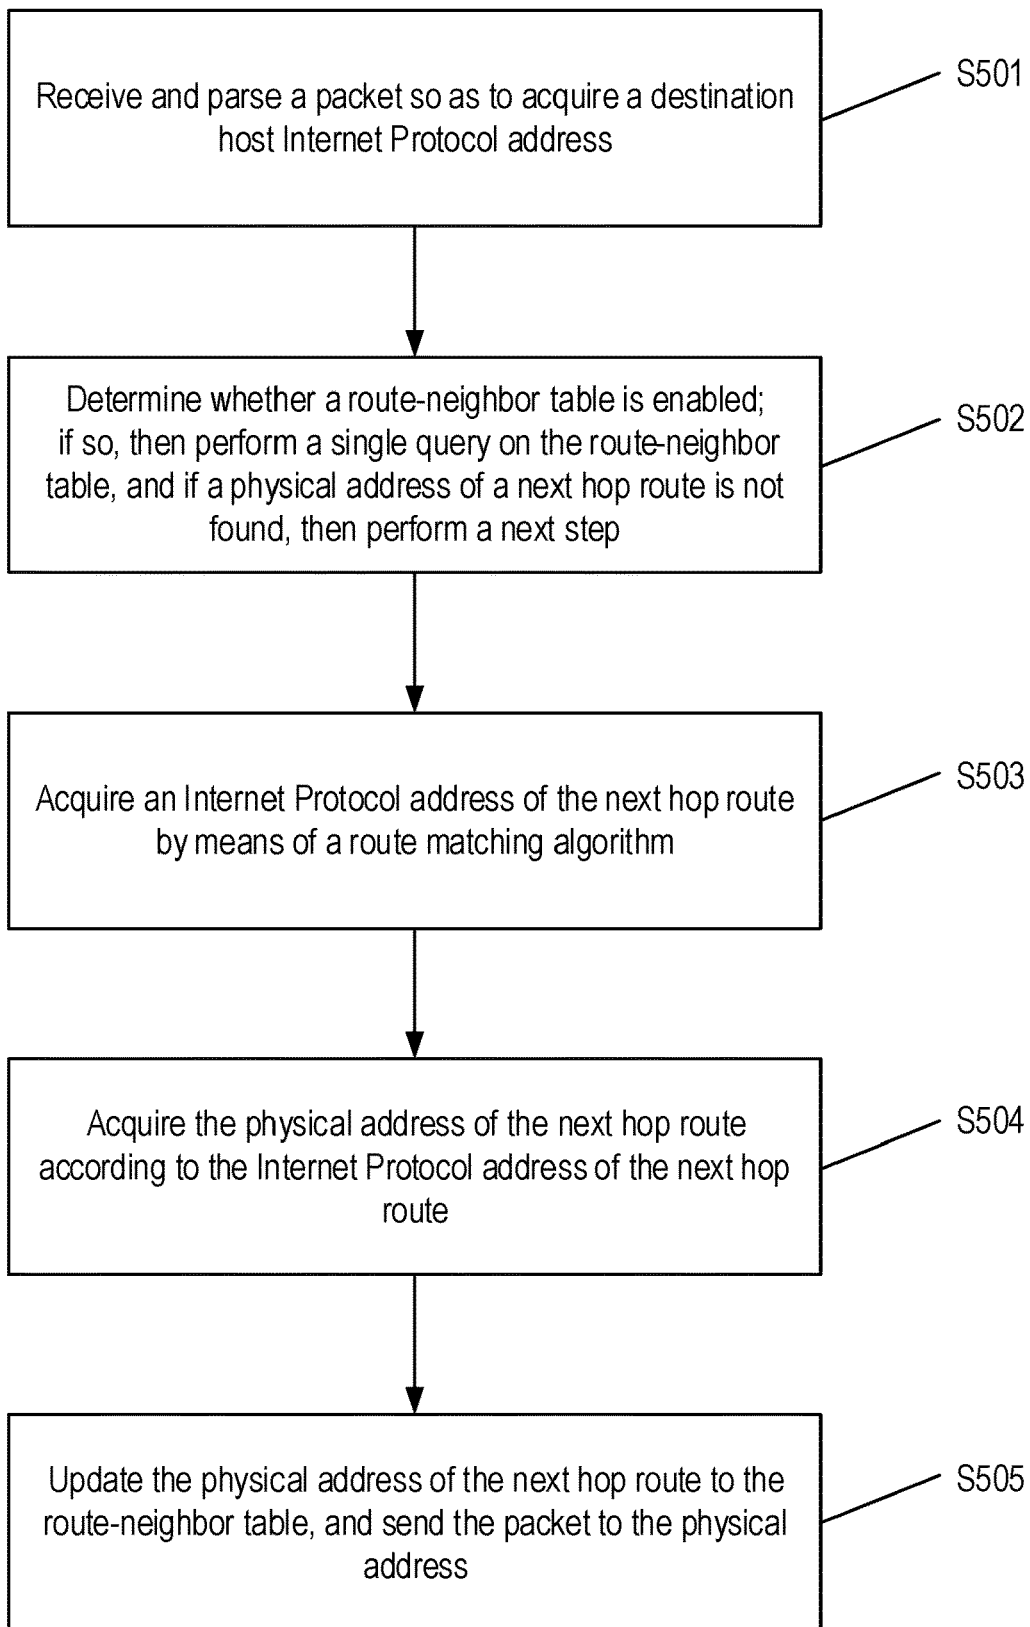 Receive and parse a packet so as to acquire a destination
host Internet Protocol address
S501
Determine whether a route-neighbor table is enabled;
if so, then perform a single query on the route-neighbor
table, and if a physical address of a next hop route is not
found, then perform a next step
S502
Acquire an Internet Protocol address of the next hop route
by means of a route matching algorithm
S503
Acquire the physical address of the next hop route
according to the Internet Protocol address of the next hop
route
S504
Update the physical address of the next hop route to the
route-neighbor table, and send the packet to the physical
address
S505